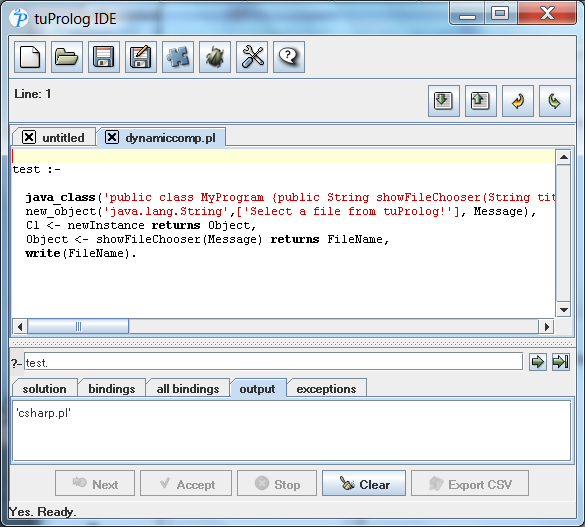 tuProlog IDE
Line: 1
untitled dynamiccomp.pl
test :-
java_class('public class MyProgram {public String showFileChooser(String tit
new_object('java.lang.String',['Select a file from tuProlog!'], Message),
Cl <- newInstance returns Object,
Object <- showFileChooser(Message) returns FileName,
write(FileName).
?- test.
solution bindings all bindings output exceptions
'csharp.pl'
Next Accept Stop Clear Export CSV
Yes. Ready.